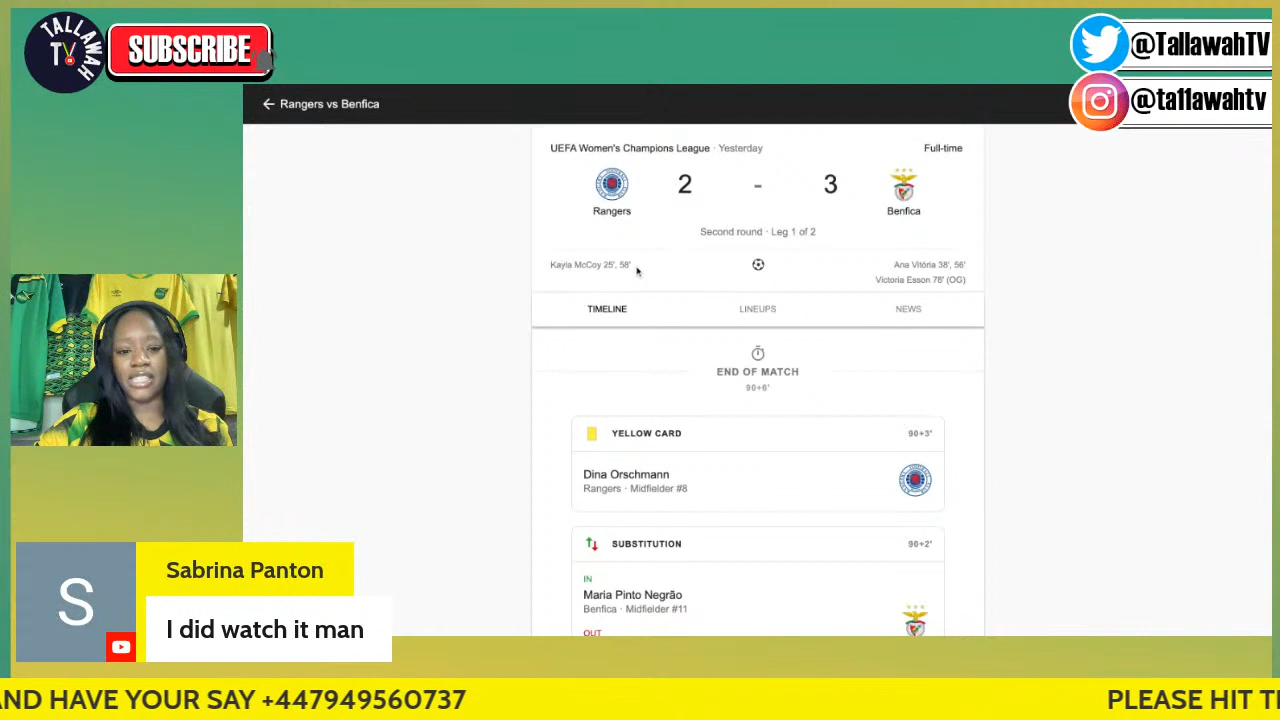 TALLAWAH
TV
SUBSCRIBE
@TallawahTV
@ta11awahtv
← Rangers vs Benfica
UEFA Women's Champions League · Yesterday
Full-time
2 - 3
Rangers
Benfica
Second round · Leg 1 of 2
Kayla McCoy 25', 58'
Ana Vitória 38', 56'
Victoria Esson 78' (OG)
TIMELINE
LINEUPS
NEWS
END OF MATCH
90+6'
YELLOW CARD
90+3'
Dina Orschmann
Rangers · Midfielder #8
SUBSTITUTION
90+2'
IN
Maria Pinto Negrão
Benfica · Midfielder #11
OUT
S
Sabrina Panton
I did watch it man
AND HAVE YOUR SAY +447949560737
PLEASE HIT